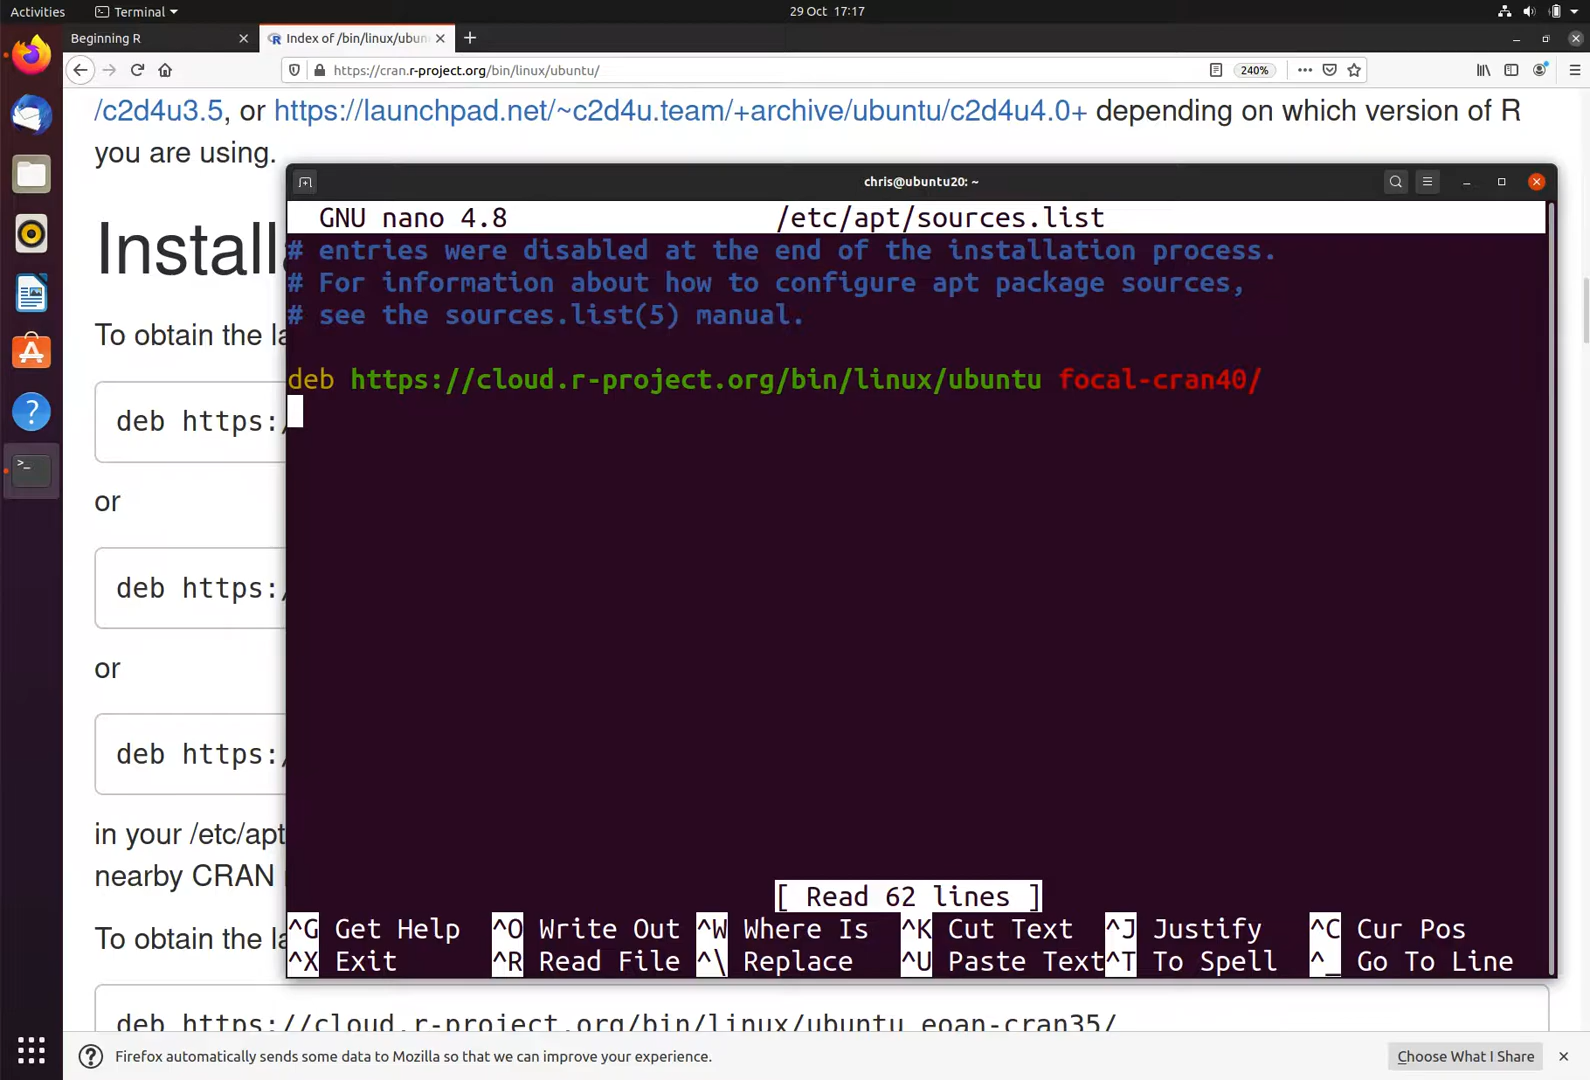 Activities
Terminal
29 Oct 17:17
Beginning R
Index of /bin/linux/ubun
https://cran.r-project.org/bin/linux/ubuntu/
240%
/c2d4u3.5, or https://launchpad.net/~c2d4u.team/+archive/ubuntu/c2d4u4.0+ depending on which version of R
you are using.
chris@ubuntu20: ~
GNU nano 4.8
/etc/apt/sources.list
# entries were disabled at the end of the installation process.
# For information about how to configure apt package sources,
# see the sources.list(5) manual.
deb https://cloud.r-project.org/bin/linux/ubuntu focal-cran40/
[ Read 62 lines ]
^G Get Help ^O Write Out ^W Where Is ^K Cut Text ^J Justify ^C Cur Pos
^X Exit ^R Read File ^\ Replace ^U Paste Text ^T To Spell ^_ Go To Line
Install
To obtain the la
deb https:/
or
deb https:/
or
deb https:/
in your /etc/apt
nearby CRAN
To obtain the la
deb https://cloud.r-project.org/bin/linux/ubuntu eoan-cran35/
Firefox automatically sends some data to Mozilla so that we can improve your experience.
Choose What I Share